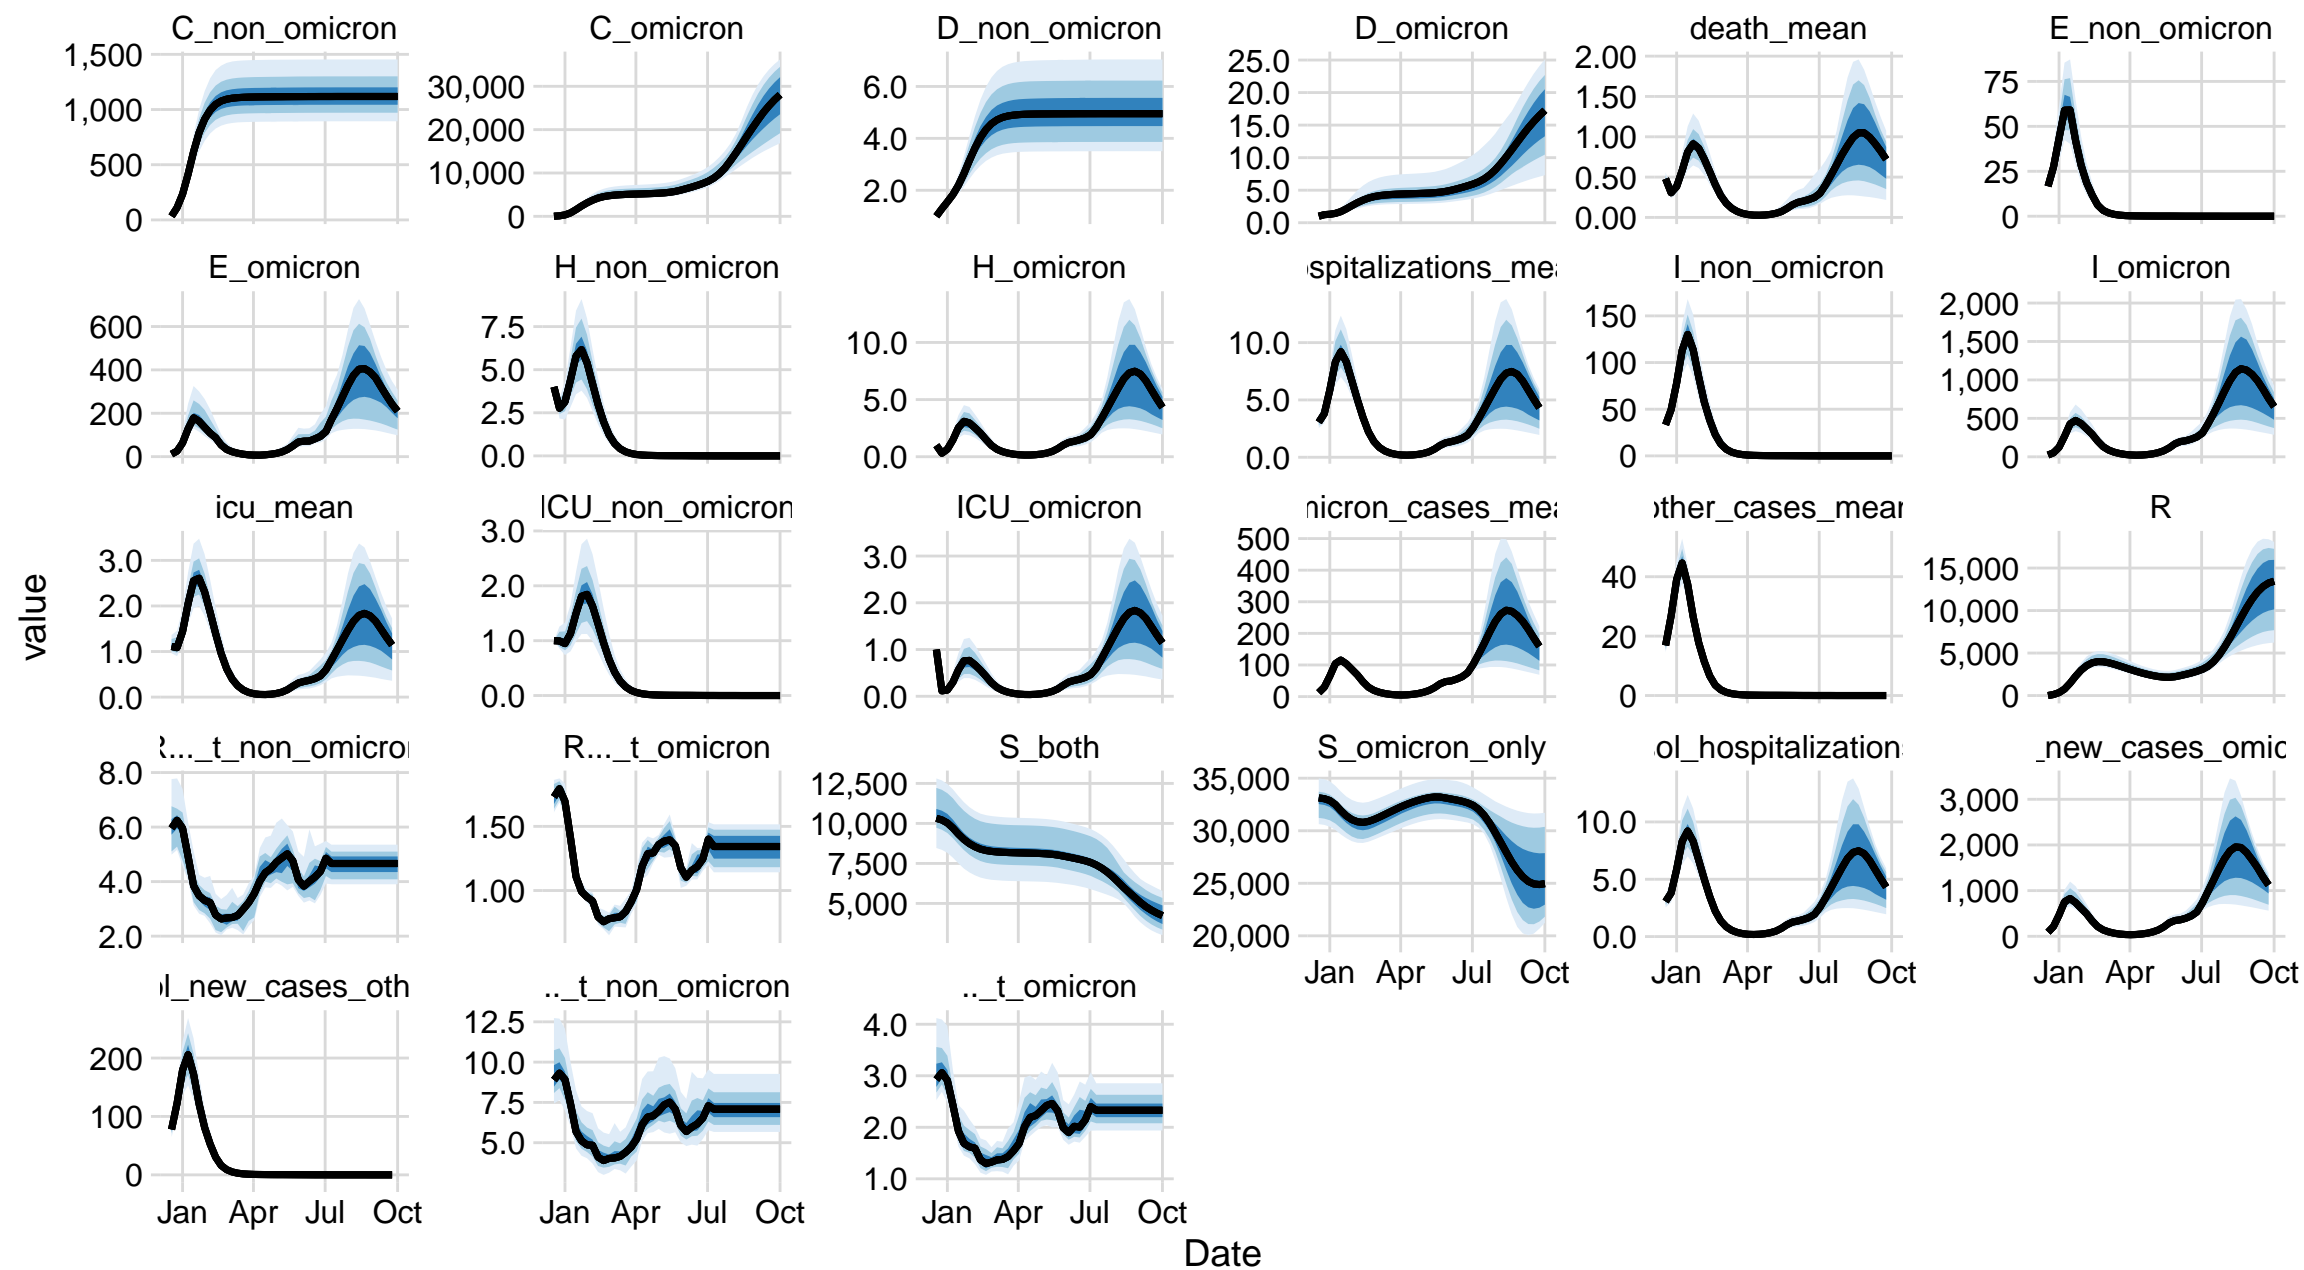 C_non_omicron C_omicron D_non_omicron D_omicron death_mean E_non_omicron
1,500 1,000 500 0
30,000 20,000 10,000 0
6.0 4.0 2.0
25.0 20.0 15.0 10.0 5.0 0.0
2.00 1.50 1.00 0.50 0.00
75 50 25 0
E_omicron H_non_omicron H_omicron spitalizations_mea I_non_omicron I_omicron
600 400 200 0
7.5 5.0 2.5 0.0
10.0 5.0 0.0
10.0 5.0 0.0
150 100 50 0
2,000 1,500 1,000 500 0
icu_mean ICU_non_omicron ICU_omicron nicron_cases_mea other_cases_mear R
3.0 2.0 1.0 0.0
3.0 2.0 1.0 0.0
3.0 2.0 1.0 0.0
500 400 300 200 100 0
40 20 0
15,000 10,000 5,000 0
value
R..._t_non_omicro R..._t_omicron S_both S_omicron_only ol_hospitalizations _new_cases_omic
8.0 6.0 4.0 2.0
1.50 1.00
12,500 10,000 7,500 5,000
35,000 30,000 25,000 20,000
10.0 5.0 0.0
3,000 2,000 1,000 0
Jan Apr Jul Oct
Jan Apr Jul Oct
Jan Apr Jul Oct
l_new_cases_oth .._t_non_omicron .._t_omicron
200 100 0
12.5 10.0 7.5 5.0
4.0 3.0 2.0 1.0
Jan Apr Jul Oct
Jan Apr Jul Oct
Jan Apr Jul Oct
Date